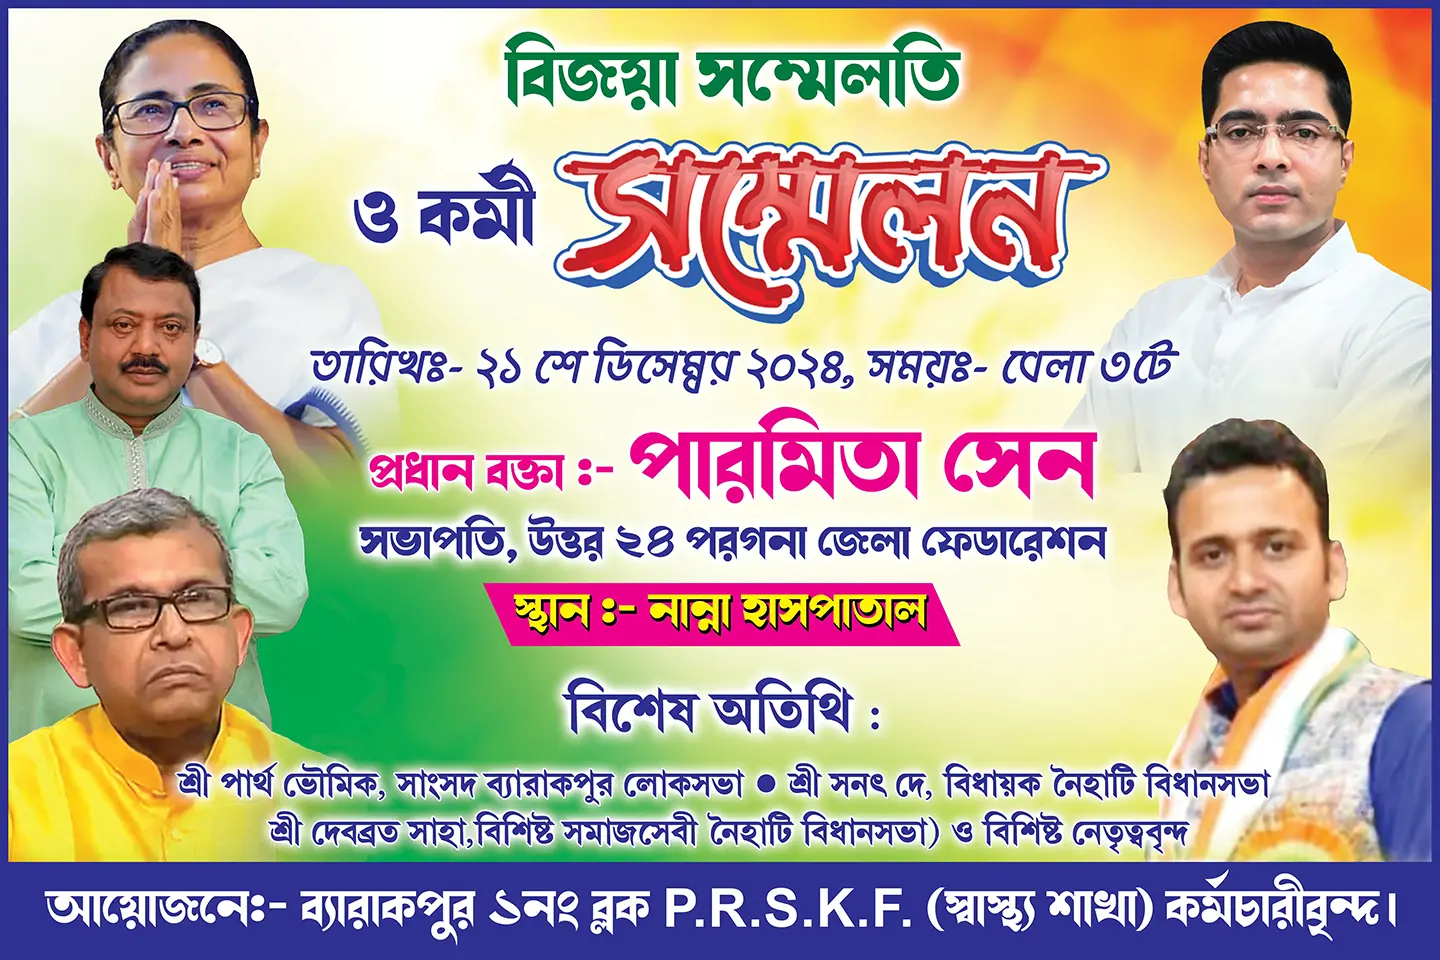 বিজয়া সম্মেলতি
ও কর্মী সম্মেলন
তারিখঃ- ২১ শে ডিসেম্বর ২০২৪, সময়ঃ- বেলা ৩টে
প্রধান বক্তা :- পারমিতা সেন
সভাপতি, উত্তর ২৪ পরগনা জেলা ফেডারেশন
স্থান :- নান্না হাসপাতাল
বিশেষ অতিথি :
শ্রী পার্থ ভৌমিক, সাংসদ ব্যারাকপুর লোকসভা ● শ্রী সনৎ দে, বিধায়ক নৈহাটি বিধানসভা
শ্রী দেবব্রত সাহা,বিশিষ্ট সমাজসেবী নৈহাটি বিধানসভা) ও বিশিষ্ট নেতৃত্ববৃন্দ
আয়োজনেঃ- ব্যারাকপুর ১নং ব্লক P.R.S.K.F. (স্বাস্থ্য শাখা) কর্মচারীবৃন্দ।